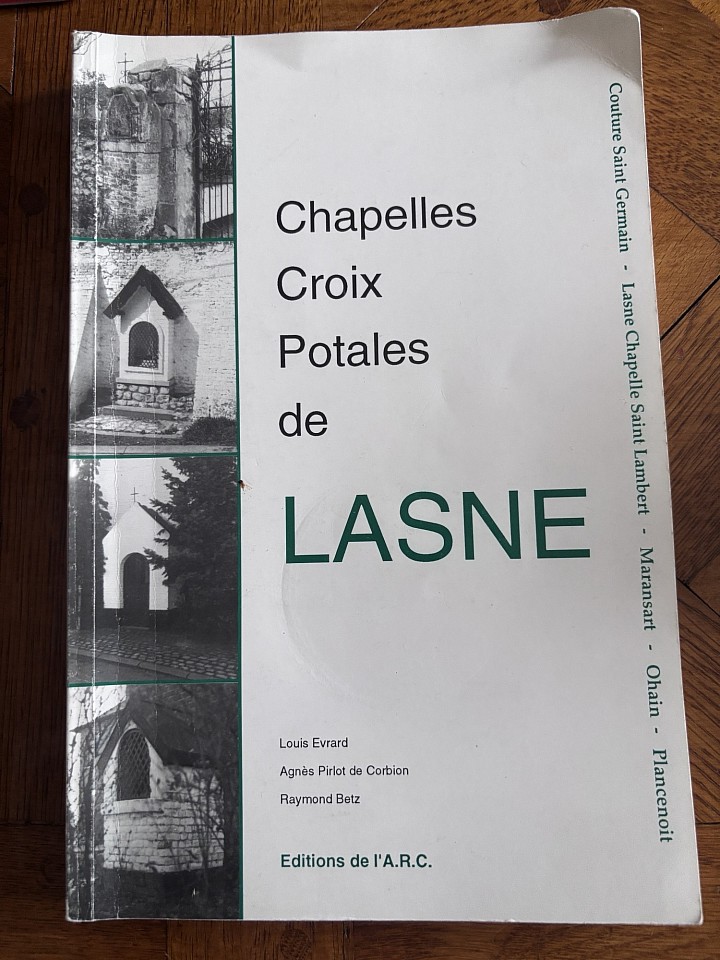 Chapelles
Croix
Potales
de
LASNE
Louis Evrard
Agnès Pirlot de Corbion
Raymond Betz
Editions de l'A.R.C.
Couture Saint Germain - Lasne Chapelle Saint Lambert - Maransart - Ohain - Plancenoit